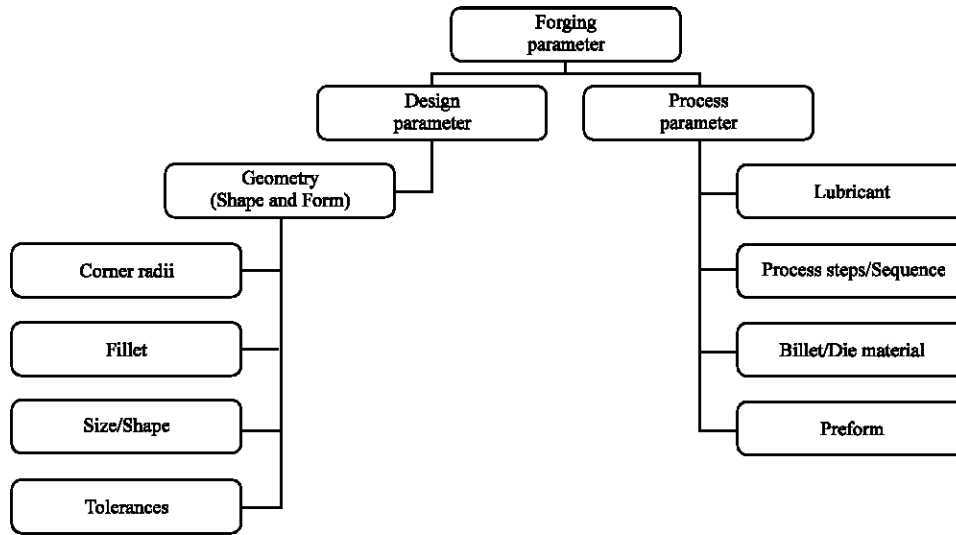 Forging
parameter
Design
parameter
Process
parameter
Geometry
(Shape and Form)
Lubricant
Corner radii
Process steps/Sequence
Fillet
Billet/Die material
Size/Shape
Preform
Tolerances